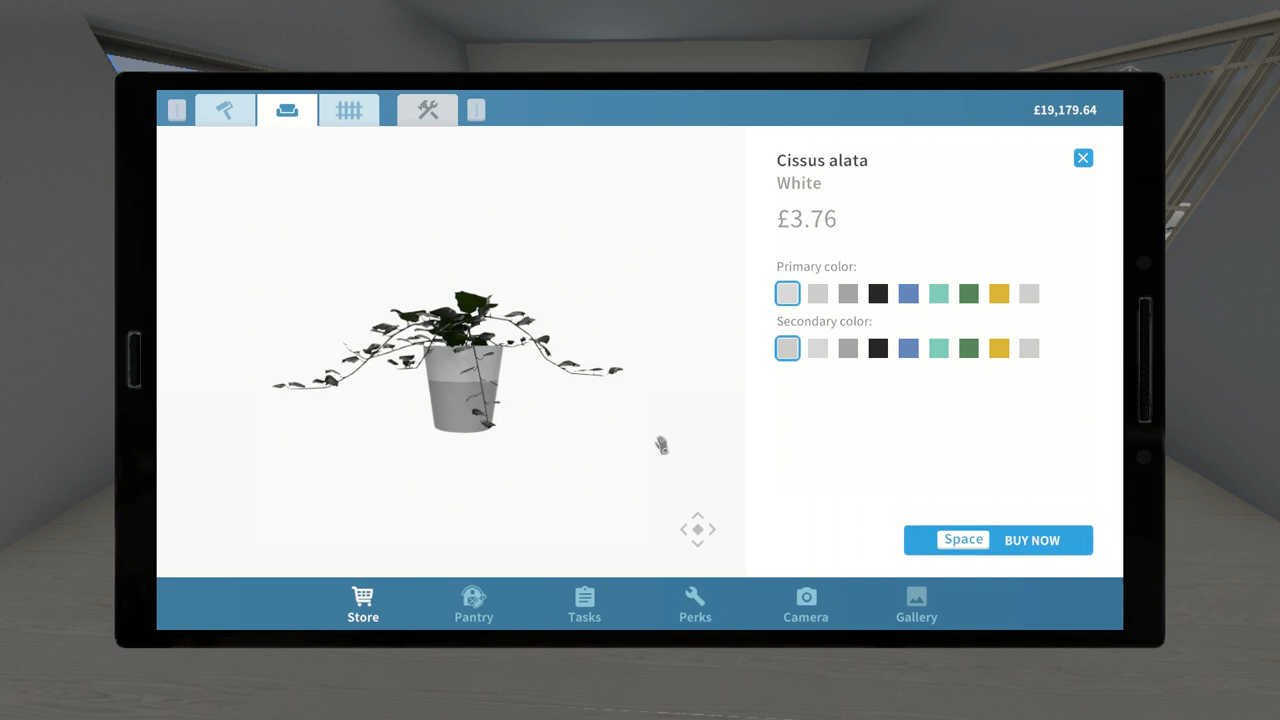 £19,179.64
Cissus alata
White
£3.76
Primary color:
Secondary color:
Space BUY NOW
Store Pantry Tasks Perks Camera Gallery